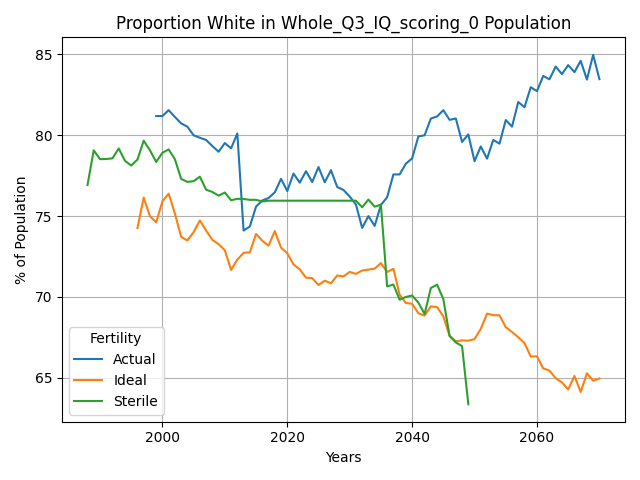 Proportion White in Whole_Q3_IQ_scoring_0 Population
% of Population
85
80
75
70
65
Fertility
Actual
Ideal
Sterile
2000
2020
2040
2060
Years